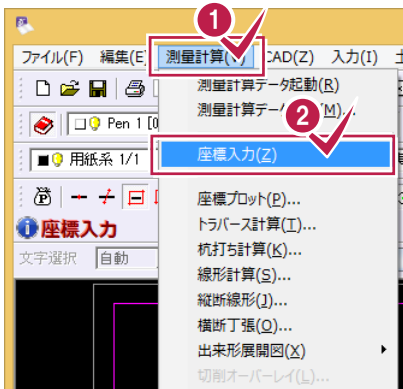 1
ファイル(F) 編集(E) 測量計算(V) CAD(Z) 入力(I)
測量計算データ起動(R)
測量計算データ (M)...
Pen 1 [0
2
用紙系 1/1
座標入力(Z)
座標プロット(P)...
座標入力
トラバース計算(T)...
文字選択 自動
杭打ち計算(K)...
線形計算(S)...
縦断線形(J)...
横断丁張(O)...
出来形展開図(X)
切削オーバーレイ(L)...